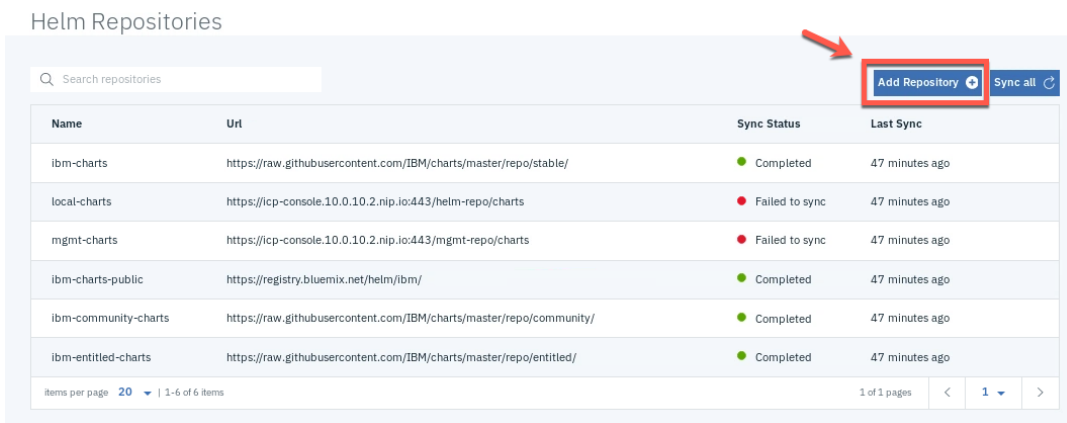 Helm Repositories
Search repositories
Add Repository Sync all
Name Url Sync Status Last Sync
ibm-charts https://raw.githubusercontent.com/IBM/charts/master/repo/stable/ Completed 47 minutes ago
local-charts https://icp-console.10.0.10.2.nip.io:443/helm-repo/charts Failed to sync 47 minutes ago
mgmt-charts https://icp-console.10.0.10.2.nip.io:443/mgmt-repo/charts Failed to sync 47 minutes ago
ibm-charts-public https://registry.bluemix.net/helm/ibm/ Completed 47 minutes ago
ibm-community-charts https://raw.githubusercontent.com/IBM/charts/master/repo/community/ Completed 47 minutes ago
ibm-entitled-charts https://raw.githubusercontent.com/IBM/charts/master/repo/entitled/ Completed 47 minutes ago
items per page 20 | 1-6 of 6 items 1 of 1 pages < 1 >